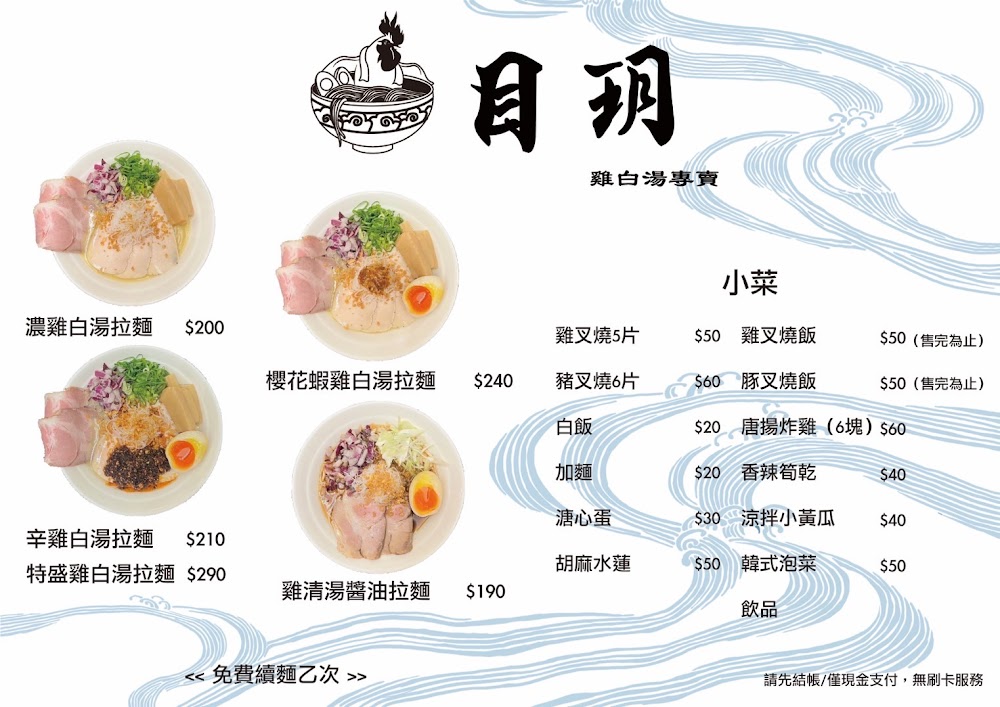 目玥
雞白湯專賣
濃雞白湯拉麵 $200
辛雞白湯拉麵 $210
特盛雞白湯拉麵 $290
櫻花蝦雞白湯拉麵 $240
雞清湯醬油拉麵 $190
<< 免費續麵乙次 >>
小菜
雞叉燒5片 $50 雞叉燒飯 $50 (售完為止)
豬叉燒6片 $60 豚叉燒飯 $50 (售完為止)
白飯 $20 唐揚炸雞（6塊）$60
加麵 $20 香辣筍乾 $40
溏心蛋 $30 涼拌小黃瓜 $40
胡麻水蓮 $50 韓式泡菜 $50
飲品
請先結帳/僅現金支付，無刷卡服務